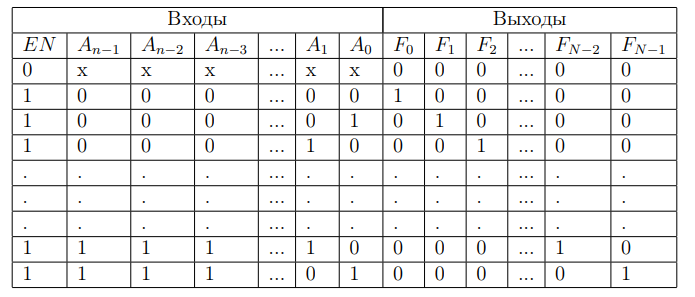 Входы Выходы
EN A_{n−1} A_{n−2} A_{n−3} ... A_1 A_0 F_0 F_1 F_2 ... F_{N−2} F_{N−1}
0 x x x ... x x 0 0 0 ... 0 0
1 0 0 0 ... 0 0 1 0 0 ... 0 0
1 0 0 0 ... 0 1 0 1 0 ... 0 0
1 0 0 0 ... 1 0 0 0 1 ... 0 0
. . . . . . . . . . . . .
. . . . . . . . . . . . .
. . . . . . . . . . . . .
1 1 1 1 ... 1 0 0 0 0 ... 1 0
1 1 1 1 ... 0 1 0 0 0 ... 0 1